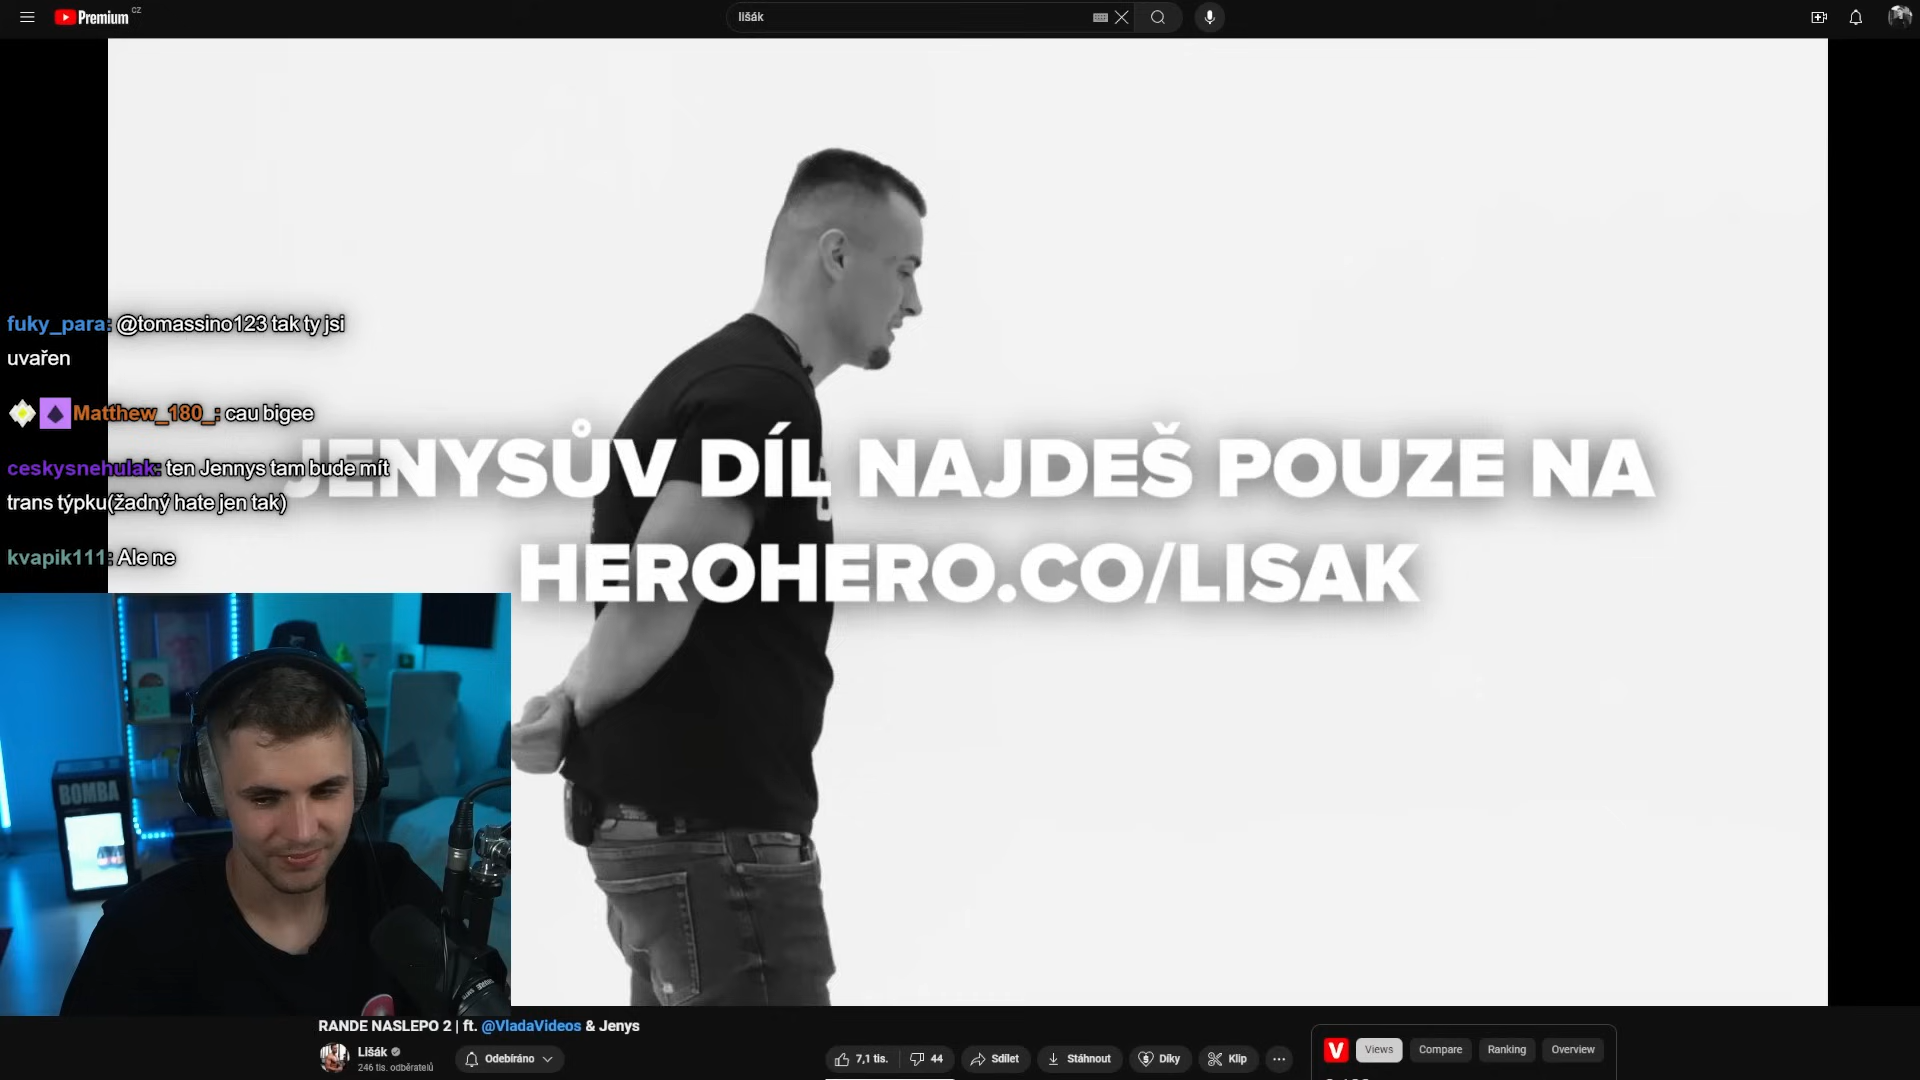 Premium CZ
lišák
fuky_para: @tomassino123 tak ty jsi
uvařen
Matthew_180_: cau bigee
ceskysnehulak: ten Jennys tam bude mít
trans týpku(žadný hate jen tak)
kvapik111: Ale ne
JENYSŮV DÍL NAJDEŠ POUZE NA
HEROHERO.CO/LISAK
BOMBA
RANDE NASLEPO 2 | ft. @VladaVideos & Jenys
Lišák
246 tis. odběratelů
Odebíráno
7,1 tis.
44
Sdílet
Stáhnout
Díky
Klip
Views
Compare
Ranking
Overview